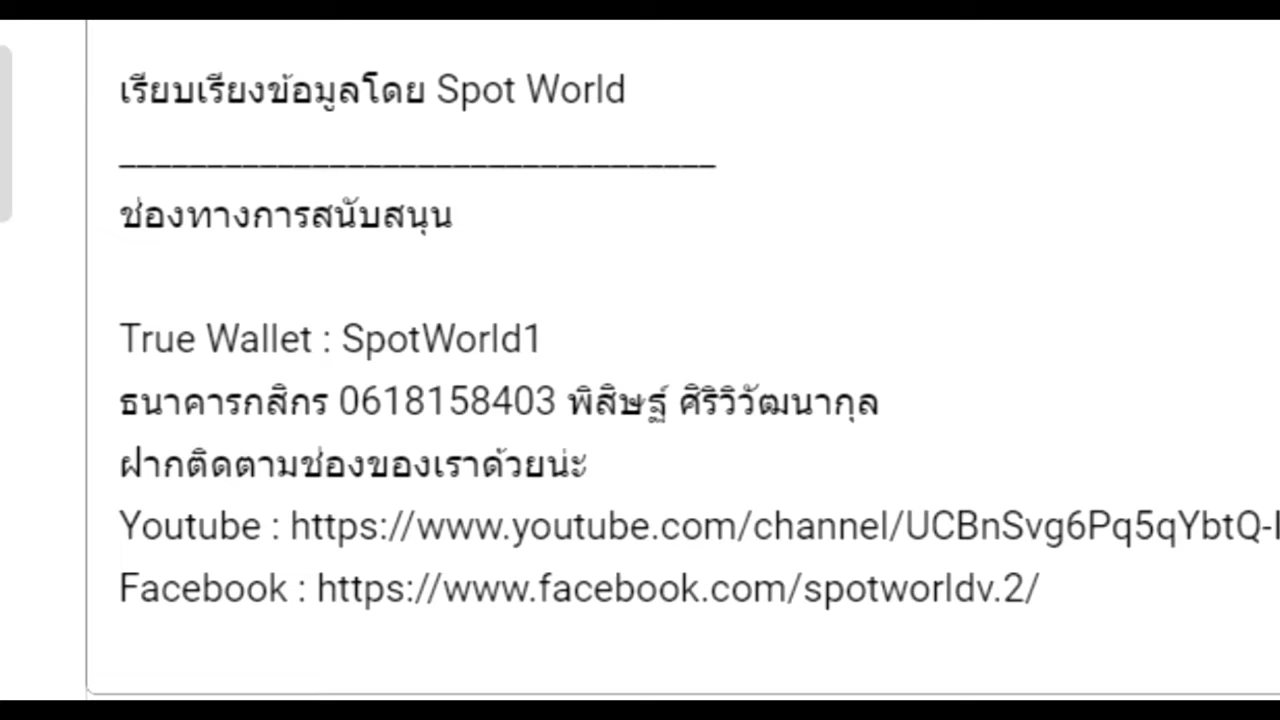 เรียบเรียงข้อมูลโดย Spot World
__________________________________
ช่องทางการสนับสนุน
True Wallet : SpotWorld1
ธนาคารกสิกร 0618158403 พิสิษฐ์ ศิริวิวัฒนากุล
ฝากติดตามช่องของเราด้วยน่ะ
Youtube : https://www.youtube.com/channel/UCBnSvg6Pq5qYbtQ-
Facebook : https://www.facebook.com/spotworldv.2/